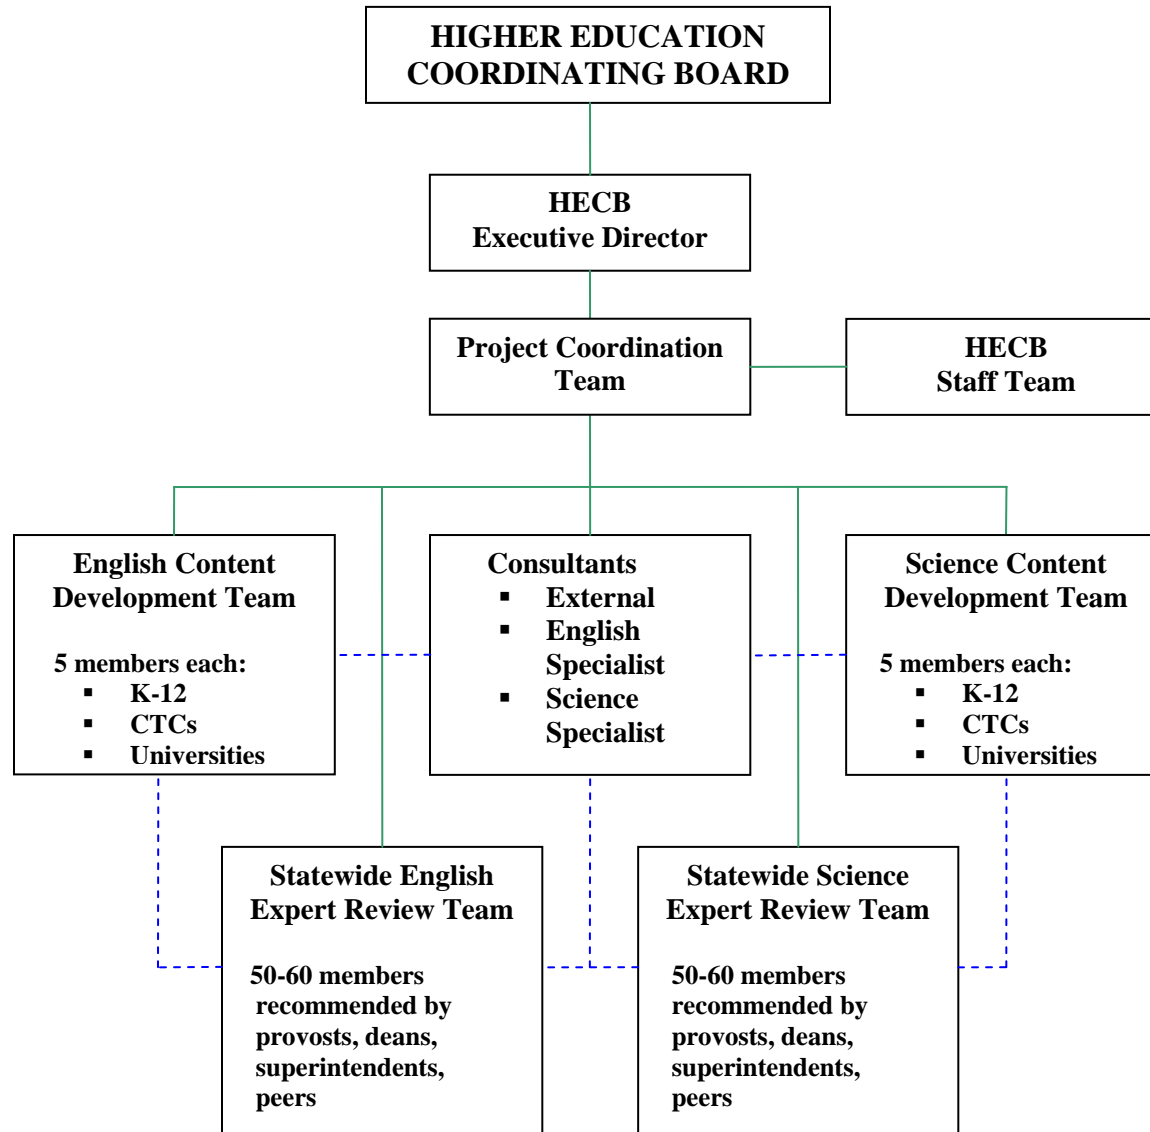 HIGHER EDUCATION
COORDINATING BOARD
HECB
Executive Director
Project Coordination
Team
HECB
Staff Team
English Content
Development Team
5 members each:
▪ K-12
▪ CTCs
▪ Universities
Consultants
▪ External
▪ English
Specialist
▪ Science
Specialist
Science Content
Development Team
5 members each:
▪ K-12
▪ CTCs
▪ Universities
Statewide English
Expert Review Team
50-60 members
recommended by
provosts, deans,
superintendents,
peers
Statewide Science
Expert Review Team
50-60 members
recommended by
provosts, deans,
superintendents,
peers